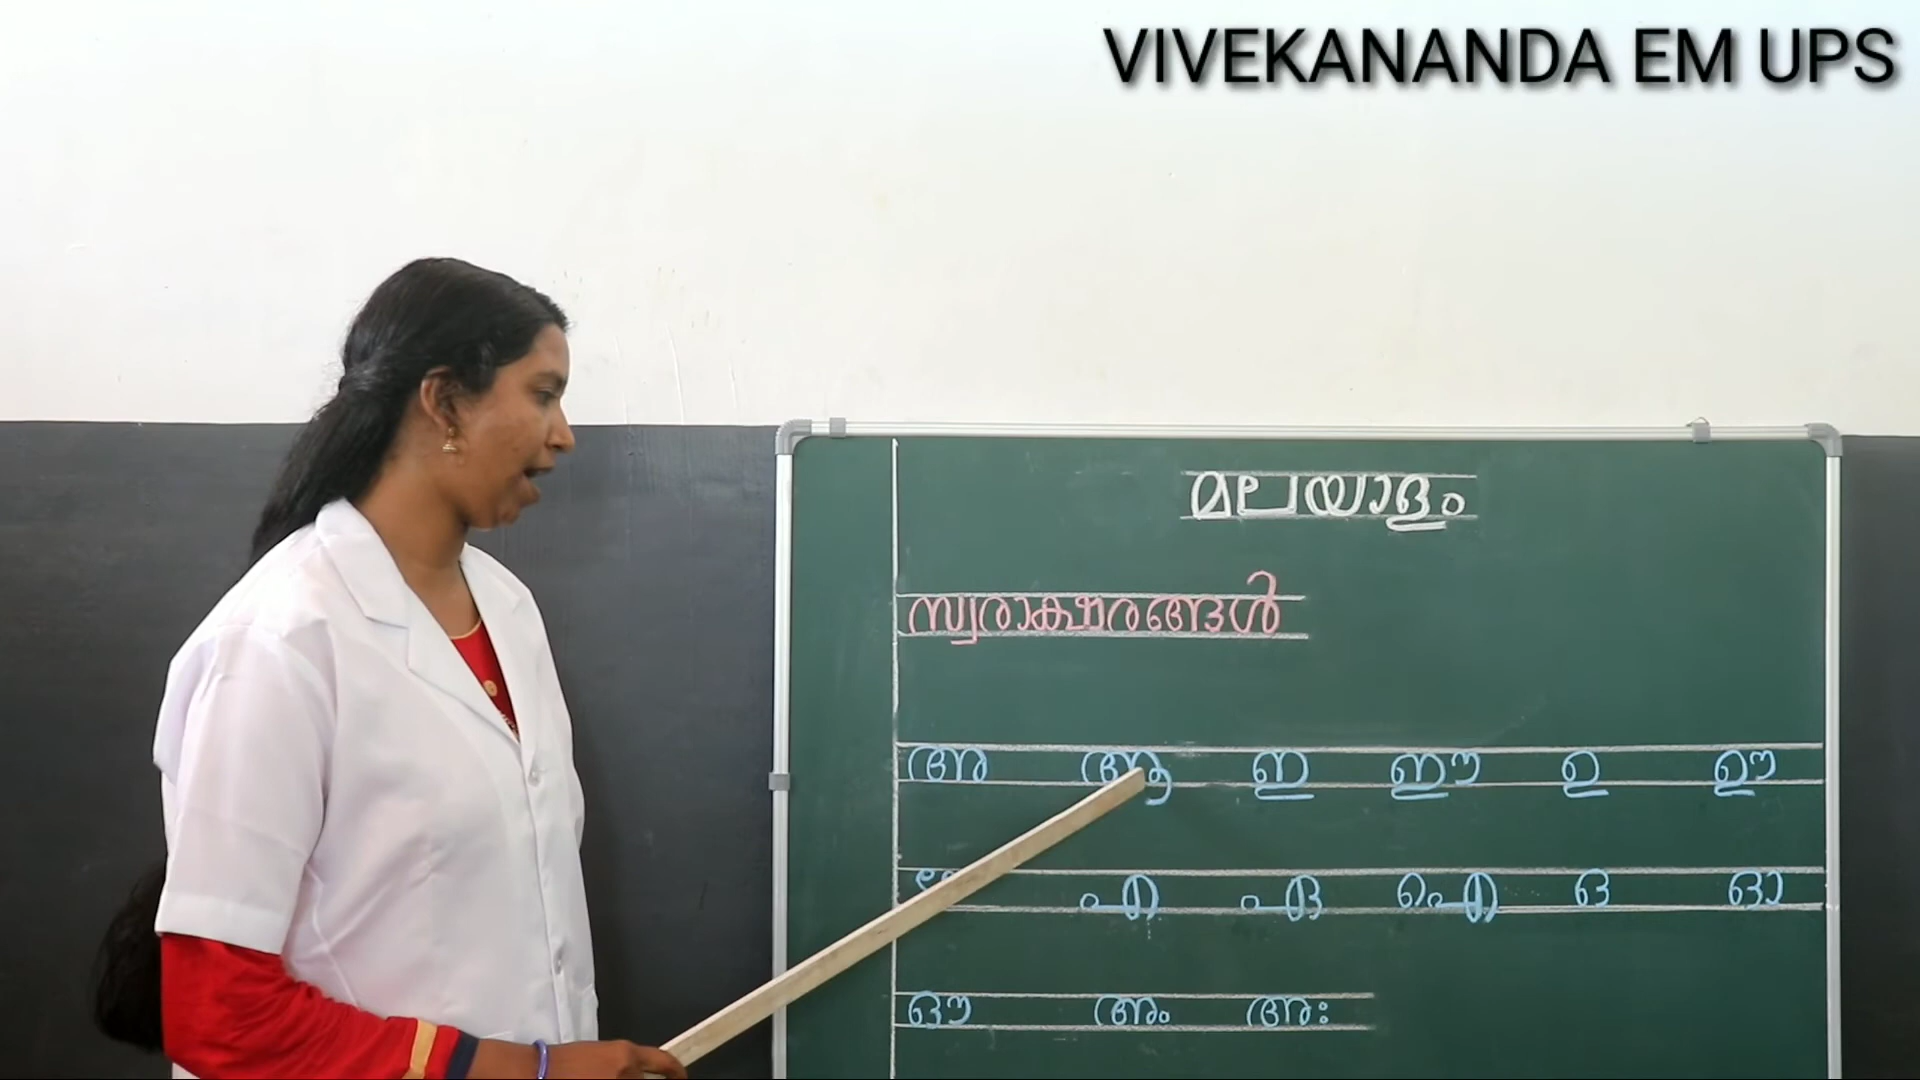 VIVEKANANDA EM UPS
മലയാളം
സ്വരാക്ഷരങ്ങൾ
അ ആ ഇ ഈ ഉ ഊ
എ ഏ ഐ ഒ ഓ
ഔ അം അഃ